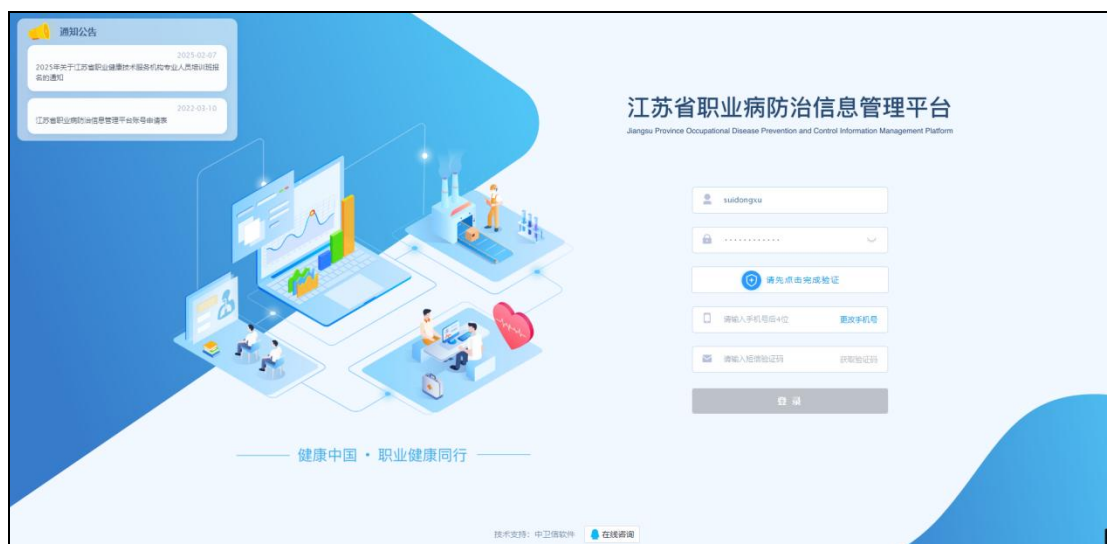 通知公告
2025-02-07
2025年关于江苏省职业健康技术服务机构专业人员培训班报
名的通知
2022-03-10
江苏省职业病防治信息管理平台账号申请表
江苏省职业病防治信息管理平台
Jiangsu Province Occupational Disease Prevention and Control Information Management Platform
suidongxu
············
请先点击完成验证
请输入手机号后4位 更改手机号
请输入短信验证码 获取验证码
登 录
健康中国 • 职业健康同行
技术支持：中卫信软件 在线咨询